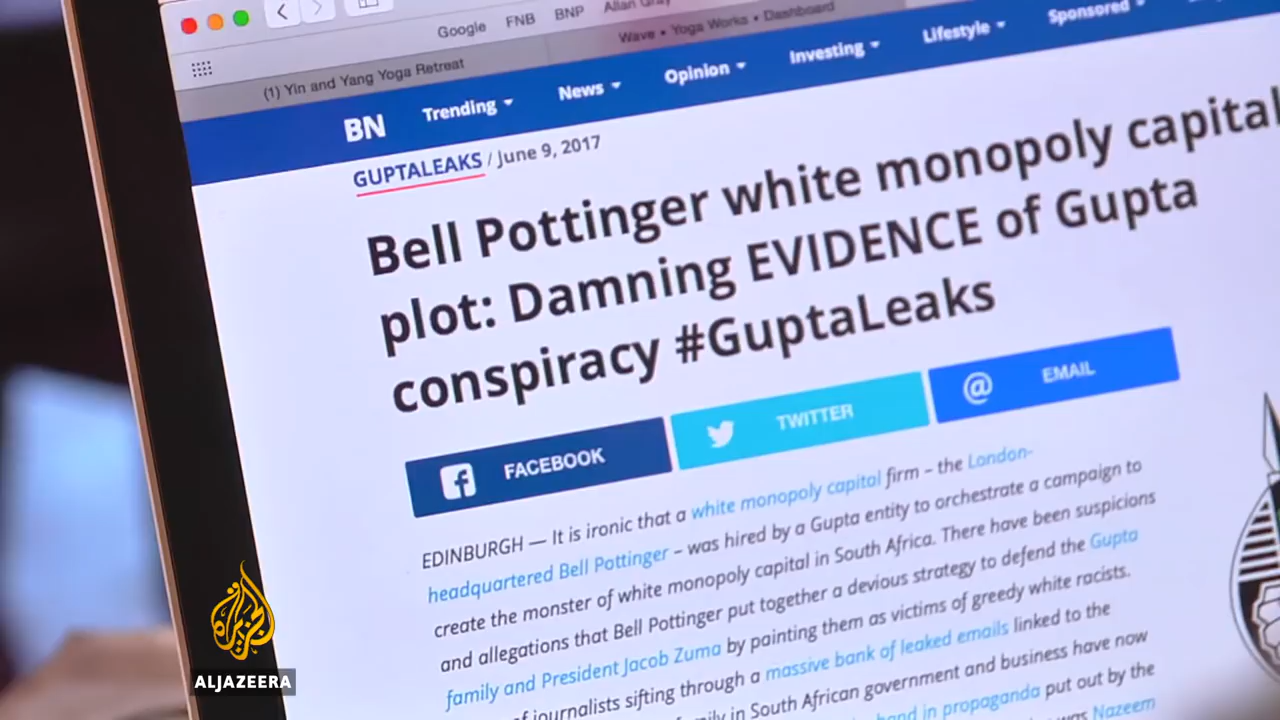 Google FNB BNP Allan Gray
(1) Yin and Yang Yoga Retreat
Wave • Yoga Works • Dashboard
BN Trending News Opinion Investing Lifestyle Sponsored
GUPTALEAKS / June 9, 2017
Bell Pottinger white monopoly capital
plot: Damning EVIDENCE of Gupta
conspiracy #GuptaLeaks
FACEBOOK TWITTER @ EMAIL
EDINBURGH — It is ironic that a white monopoly capital firm – the London-
headquartered Bell Pottinger – was hired by a Gupta entity to orchestrate a campaign to
create the monster of white monopoly capital in South Africa. There have been suspicions
and allegations that Bell Pottinger put together a devious strategy to defend the Gupta
family and President Jacob Zuma by painting them as victims of greedy white racists.
of journalists sifting through a massive bank of leaked emails linked to the
family in South African government and business have now
hand in propaganda put out by the
was Nazeem
الجزيرة
ALJAZEERA